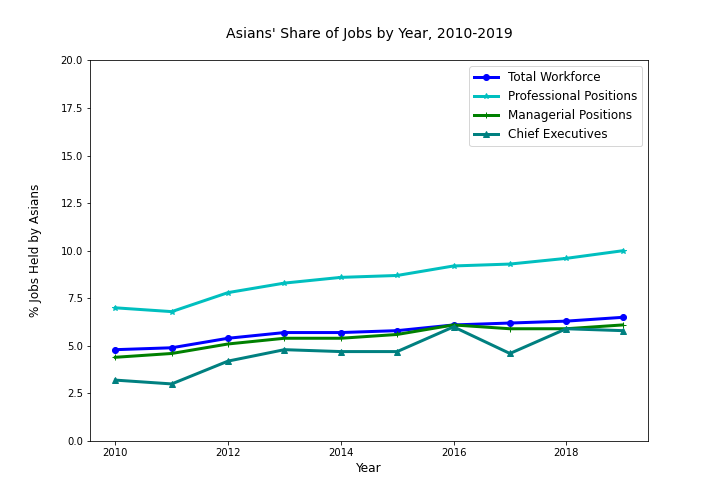 Asians' Share of Jobs by Year, 2010-2019
% Jobs Held by Asians
20.0
17.5
15.0
12.5
10.0
7.5
5.0
2.5
0.0
Total Workforce
Professional Positions
Managerial Positions
Chief Executives
2010 2012 2014 2016 2018
Year